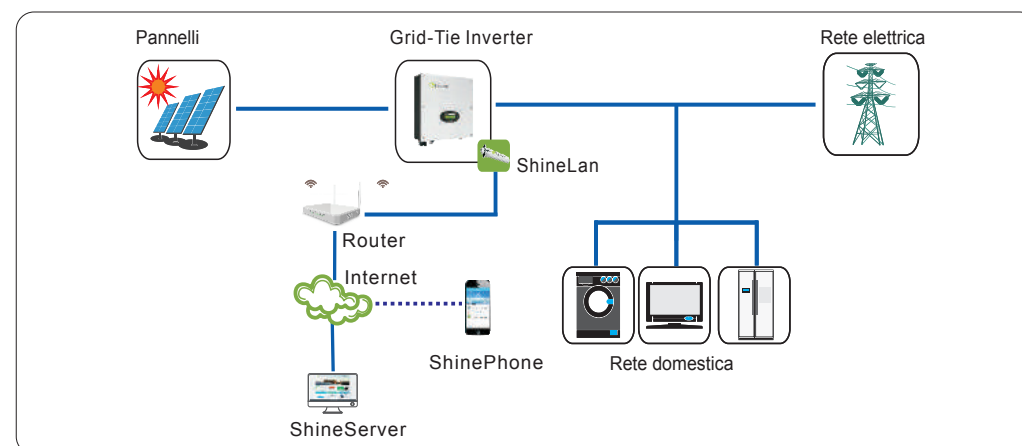 Pannelli
Grid-Tie Inverter
Rete elettrica
ShineLan
Router
Internet
ShinePhone
Rete domestica
ShineServer